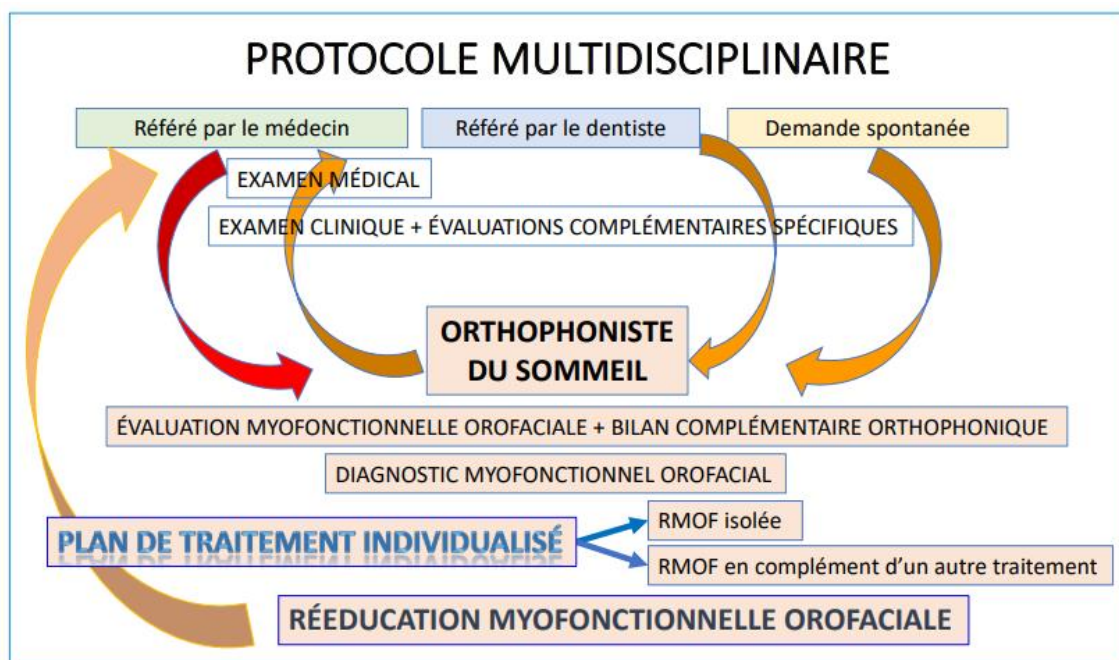 PROTOCOLE MULTIDISCIPLINAIRE
Référé par le médecin
Référé par le dentiste
Demande spontanée
EXAMEN MÉDICAL
EXAMEN CLINIQUE + ÉVALUATIONS COMPLÉMENTAIRES SPÉCIFIQUES
ORTHOPHONISTE
DU SOMMEIL
ÉVALUATION MYOFONCTIONNELLE OROFACIALE + BILAN COMPLÉMENTAIRE ORTHOPHONIQUE
DIAGNOSTIC MYOFONCTIONNEL OROFACIAL
PLAN DE TRAITEMENT INDIVIDUALISÉ
RMOF isolée
RMOF en complément d'un autre traitement
RÉEDUCATION MYOFONCTIONNELLE OROFACIALE